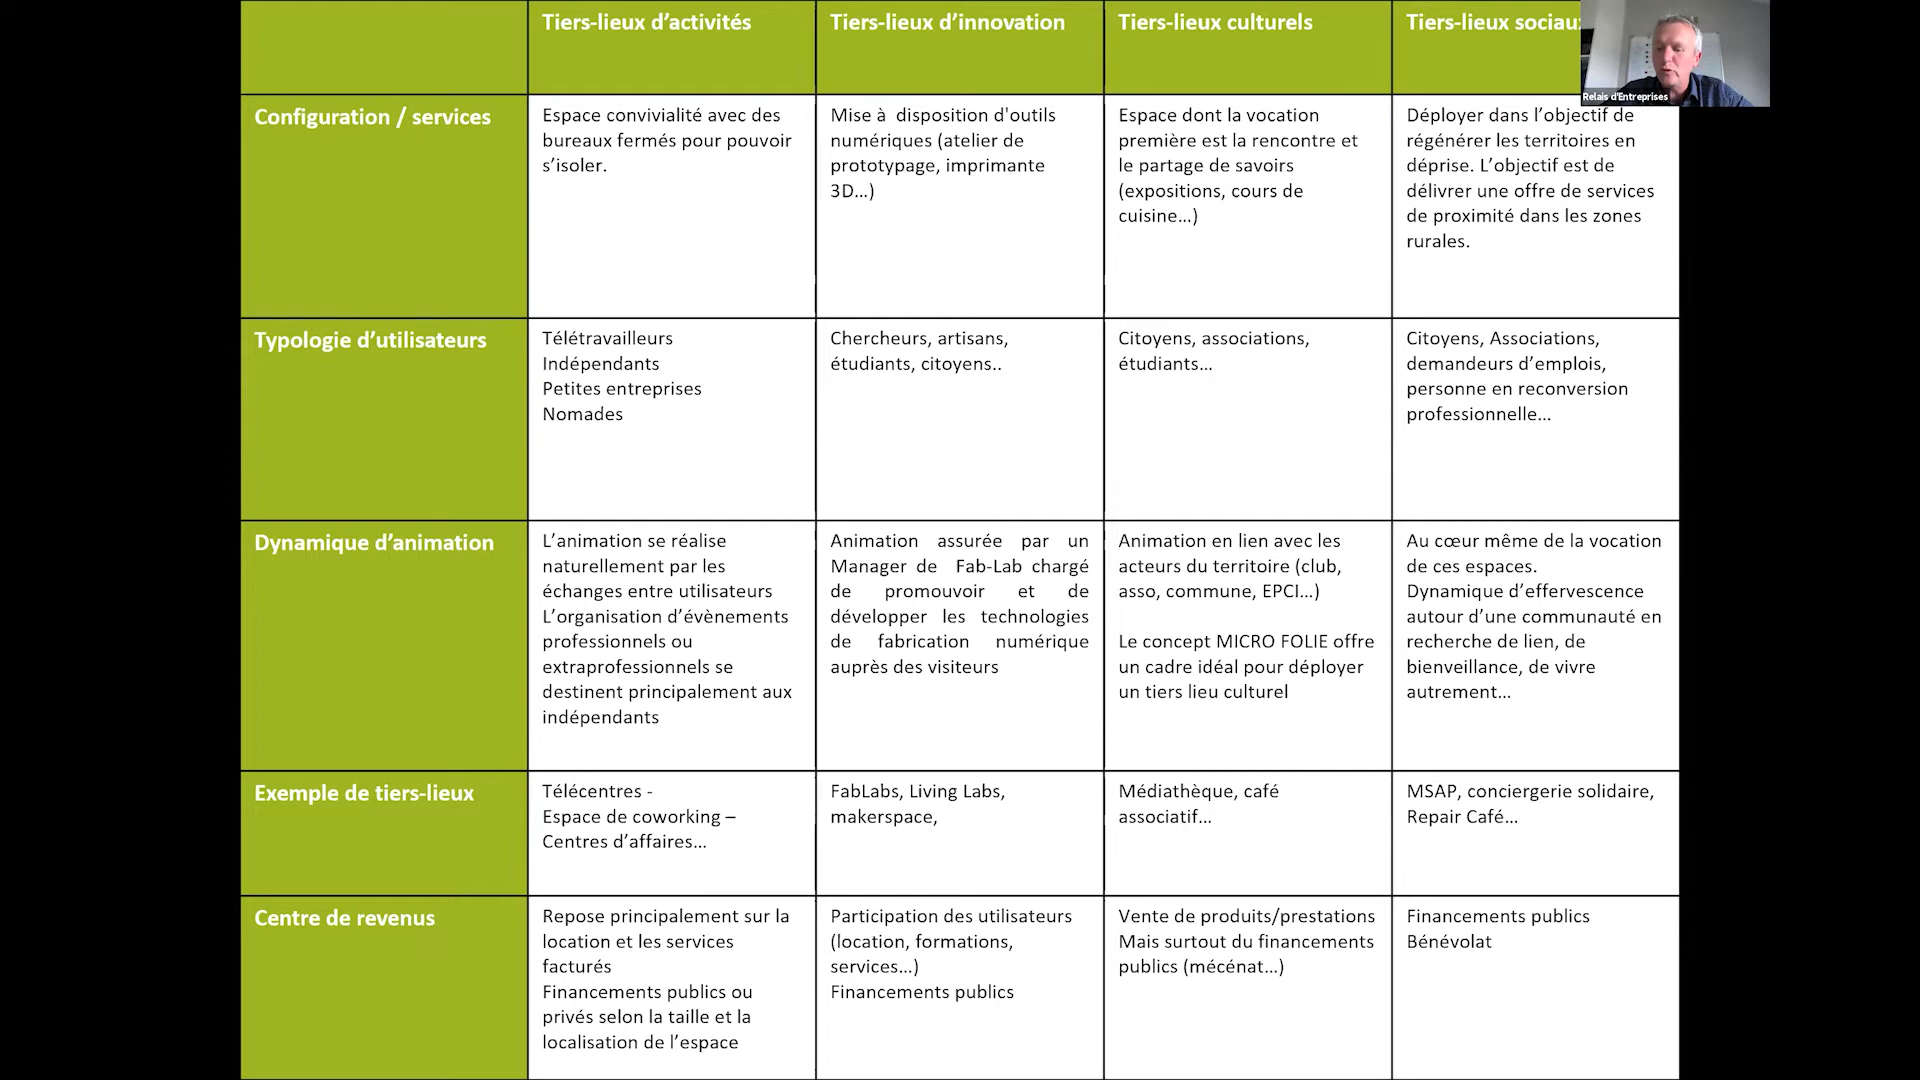 Tiers-lieux d’activités
Tiers-lieux d’innovation
Tiers-lieux culturels
Tiers-lieux sociaux
Relais d'Entreprises
Configuration / services
Espace convivialité avec des
bureaux fermés pour pouvoir
s’isoler.
Mise à disposition d'outils
numériques (atelier de
prototypage, imprimante
3D…)
Espace dont la vocation
première est la rencontre et
le partage de savoirs
(expositions, cours de
cuisine…)
Déployer dans l’objectif de
régénérer les territoires en
déprise. L’objectif est de
délivrer une offre de services
de proximité dans les zones
rurales.
Typologie d’utilisateurs
Télétravailleurs
Indépendants
Petites entreprises
Nomades
Chercheurs, artisans,
étudiants, citoyens..
Citoyens, associations,
étudiants…
Citoyens, Associations,
demandeurs d’emplois,
personne en reconversion
professionnelle…
Dynamique d’animation
L’animation se réalise
naturellement par les
échanges entre utilisateurs
L’organisation d’évènements
professionnels ou
extraprofessionnels se
destinent principalement aux
indépendants
Animation assurée par un
Manager de Fab-Lab chargé
de promouvoir et de
développer les technologies
de fabrication numérique
auprès des visiteurs
Animation en lien avec les
acteurs du territoire (club,
asso, commune, EPCI…)
Le concept MICRO FOLIE offre
un cadre idéal pour déployer
un tiers lieu culturel
Au cœur même de la vocation
de ces espaces.
Dynamique d’effervescence
autour d’une communauté en
recherche de lien, de
bienveillance, de vivre
autrement…
Exemple de tiers-lieux
Télécentres -
Espace de coworking –
Centres d’affaires…
FabLabs, Living Labs,
makerspace,
Médiathèque, café
associatif…
MSAP, conciergerie solidaire,
Repair Café…
Centre de revenus
Repose principalement sur la
location et les services
facturés
Financements publics ou
privés selon la taille et la
localisation de l’espace
Participation des utilisateurs
(location, formations,
services…)
Financements publics
Vente de produits/prestations
Mais surtout du financements
publics (mécénat…)
Financements publics
Bénévolat